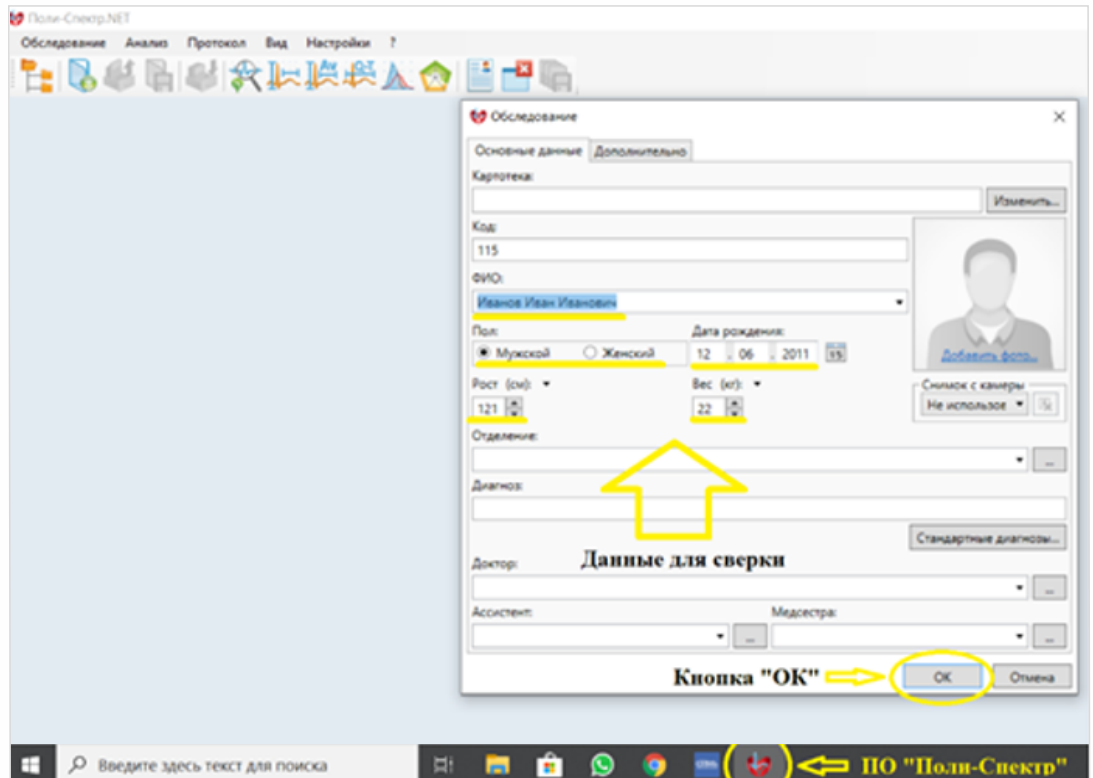 Поли-Спектр.NET
Обследование Анализ Протокол Вид Настройки ?
Обследование
Основные данные Дополнительно
Картотека:
Изменить...
Код:
115
ФИО:
Иванов Иван Иванович
Пол: Дата рождения:
Мужской Женский 12 . 06 . 2011 15
Добавить фото...
Рост (см): Вес (кг): Снимок с камеры
121 22 Не использов
Отделение:
...
Диагноз:
Стандартные диагнозы...
Данные для сверки
Доктор:
...
Ассистент: Медсестра:
... ...
Кнопка "ОК" ОК Отмена
Введите здесь текст для поиска ПО "Поли-Спектр"